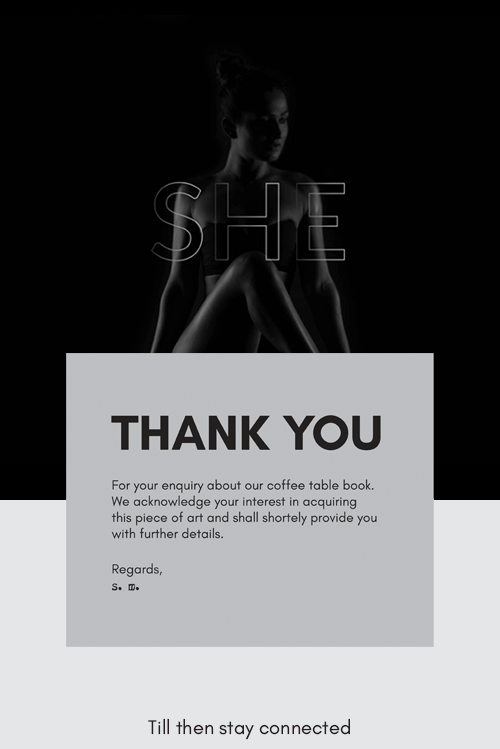 SHE
THANK YOU
For your enquiry about our coffee table book.
We acknowledge your interest in acquiring
this piece of art and shall shortely provide you
with further details.
Regards,
s. m.
Till then stay connected